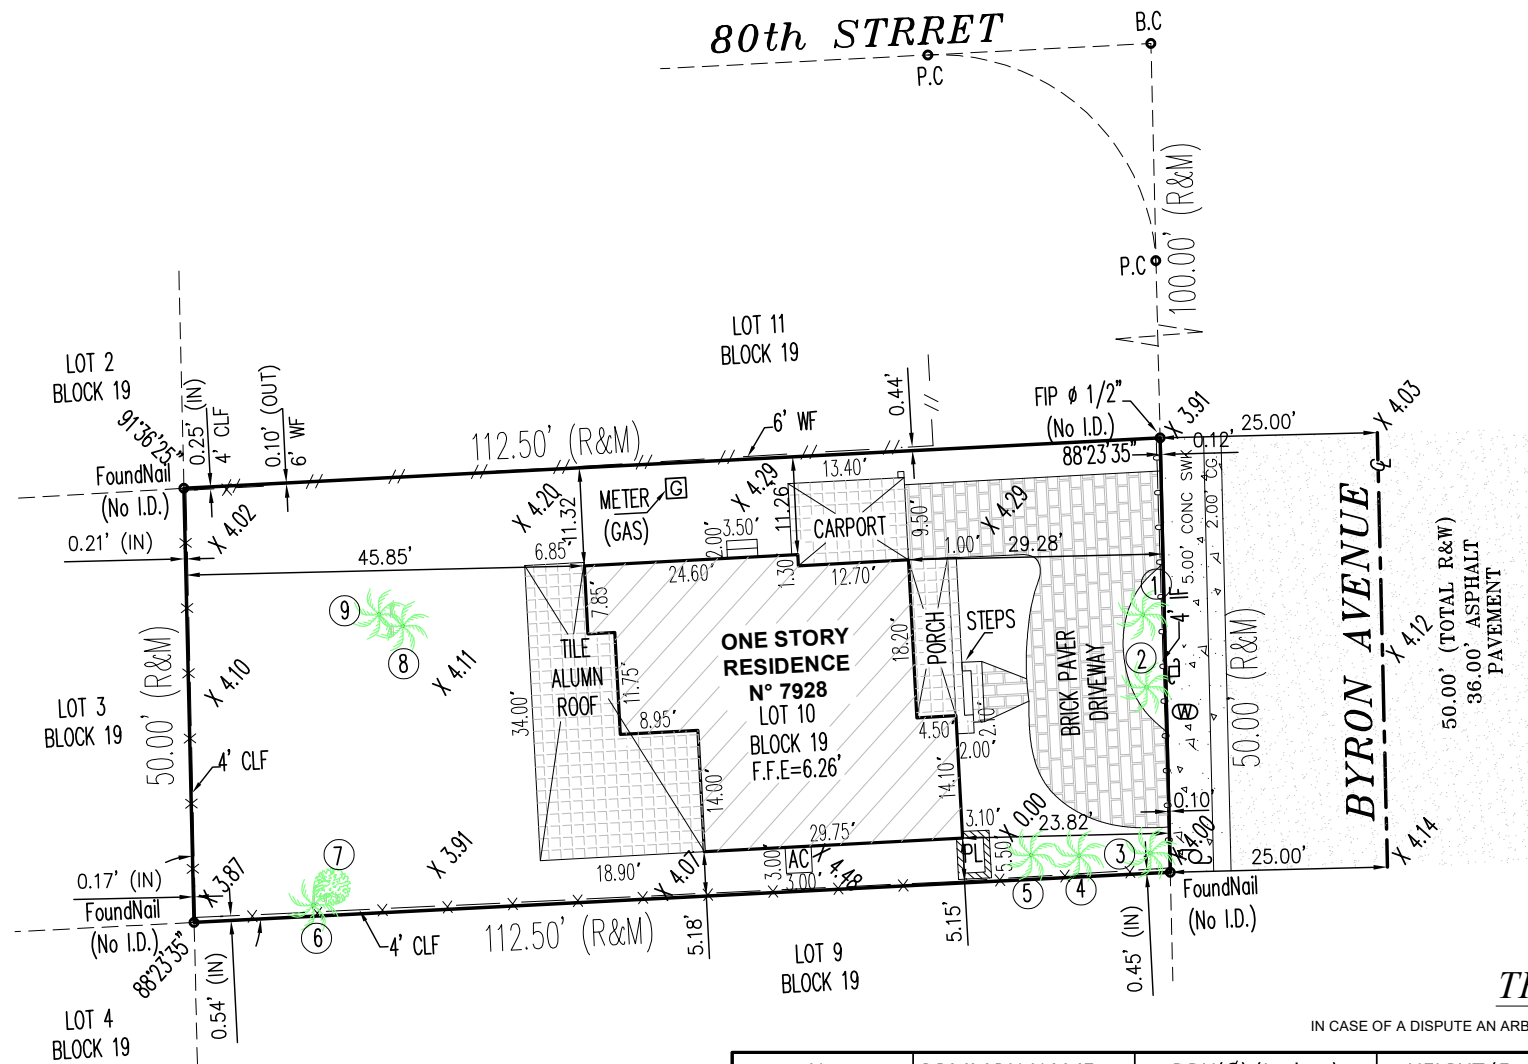 80th STRRET
B.C
P.C
P.C
100.00' (R&M)
LOT 11
BLOCK 19
LOT 2
BLOCK 19
91°36'25"
0.25' (IN)
4' CLF
0.10' (OUT)
6' WF
112.50' (R&M)
6' WF
0.44'
FIP ø 1/2"
(No I.D.)
X 3.91
25.00'
X 4.03
88°23'35"
0.12'
FoundNail
(No I.D.)
X 4.02
0.21' (IN)
45.85'
X 4.20
11.32
METER
(GAS)
G
X 4.29
11.26
13.40'
CARPORT
9.50'
X 4.29
1.00'
29.28'
5.00' CONC SWK
2.00' CG.
6.85'
2.00'
3.50'
24.60'
1.30'
12.70'
7.85'
9
8
1
2
4' IF
W
TILE
ALUMN
ROOF
11.75'
34.00'
8.95'
14.00'
18.90'
ONE STORY
RESIDENCE
N° 7928
LOT 10
BLOCK 19
F.F.E=6.26'
18.20'
PORCH
STEPS
4.50'
2.00'
14.10'
BRICK PAVER
DRIVEWAY
BYRON AVENUE
50.00' (TOTAL R&W)
36.00' ASPHALT
PAVEMENT
X 4.12
50.00' (R&M)
LOT 3
BLOCK 19
50.00' (R&M)
X 4.10
X 4.11
4' CLF
X 3.91
X 3.87
0.17' (IN)
FoundNail
(No I.D.)
88°23'35"
7
6
0.54' (IN)
4' CLF
112.50' (R&M)
X 4.07
29.75'
3.00'
AC
3.00'
X 4.48
5.18'
3.10'
X 0.00
23.82'
PL
5.50'
5
4
3
0.10'
X 4.00
25.00'
X 4.14
FoundNail
(No I.D.)
5.15'
0.45' (IN)
LOT 9
BLOCK 19
LOT 4
BLOCK 19
IN CASE OF A DISPUTE AN ARB